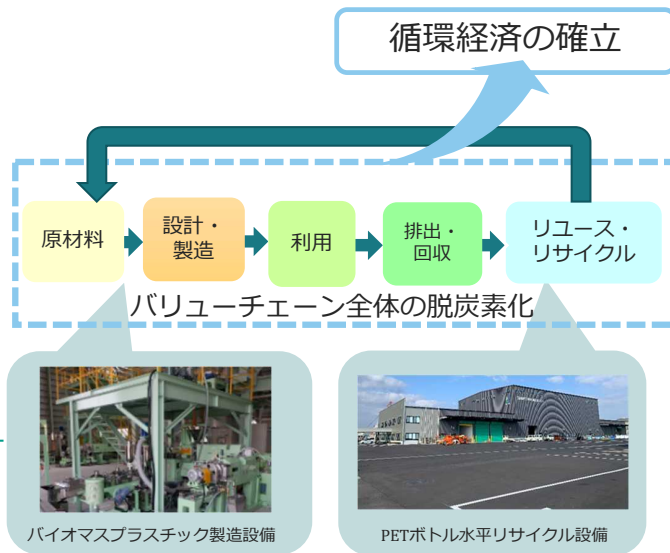 循環経済の確立
原材料
設計・
製造
利用
排出・
回収
リユース・
リサイクル
バリューチェーン全体の脱炭素化
バイオマスプラスチック製造設備
PETボトル水平リサイクル設備